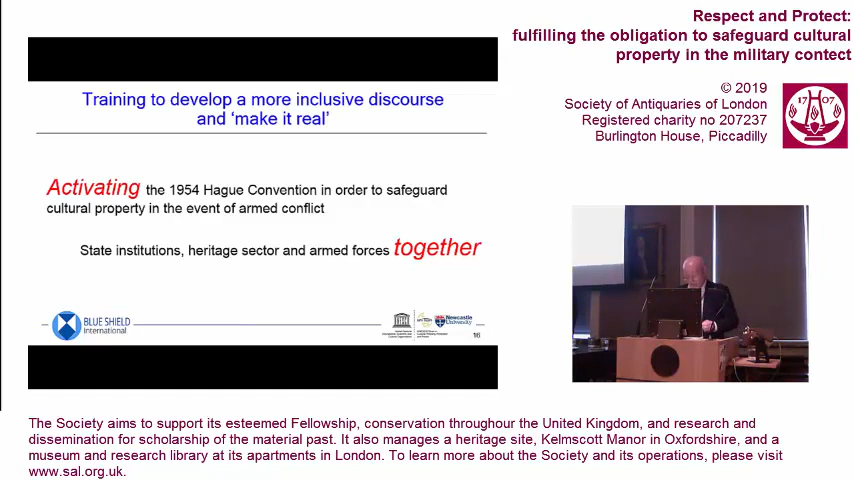 Respect and Protect:
fulfilling the obligation to safeguard cultural
property in the military contect
© 2019
Society of Antiquaries of London
Registered charity no 207237
Burlington House, Piccadilly
17 07
Training to develop a more inclusive discourse
and ‘make it real’
Activating the 1954 Hague Convention in order to safeguard
cultural property in the event of armed conflict
State institutions, heritage sector and armed forces together
BLUE SHIELD
International
Newcastle
University
16
The Society aims to support its esteemed Fellowship, conservation throughour the United Kingdom, and research and
dissemination for scholarship of the material past. It also manages a heritage site, Kelmscott Manor in Oxfordshire, and a
museum and research library at its apartments in London. To learn more about the Society and its operations, please visit
www.sal.org.uk.